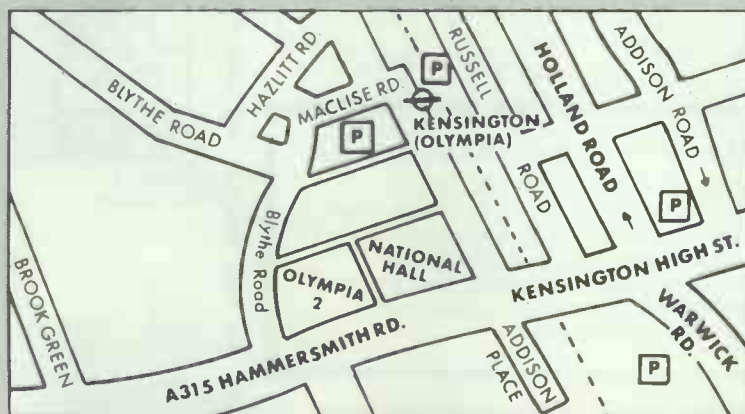 HAZLITT RD.
BLYTHE ROAD
MACLISE RD.
P
P
KENSINGTON
(OLYMPIA)
RUSSELL
ROAD
HOLLAND ROAD
ADDISON
ROAD
P
Blythe Road
OLYMPIA
2
NATIONAL
HALL
KENSINGTON HIGH ST.
BROOK GREEN
A315 HAMMERSMITH RD.
ADDISON
PLACE
WARWICK
RD.
P